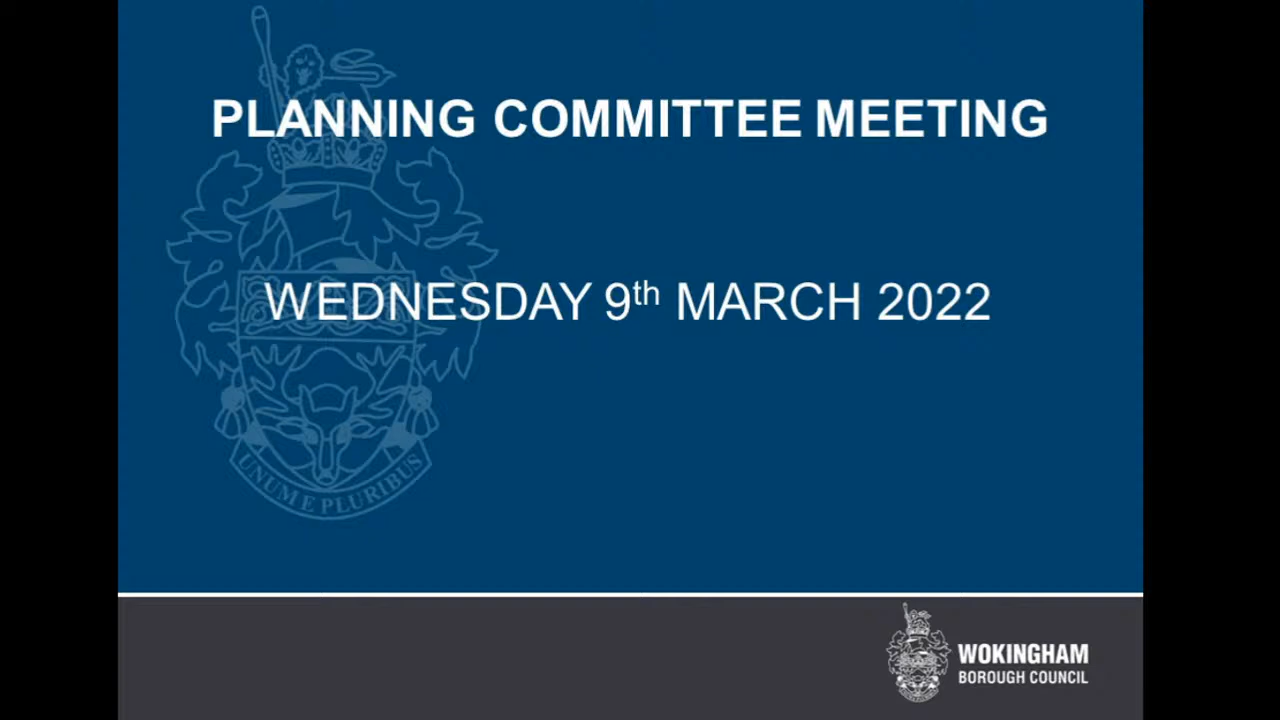 PLANNING COMMITTEE MEETING
WEDNESDAY 9th MARCH 2022
UNUM E PLURIBUS
WOKINGHAM
BOROUGH COUNCIL